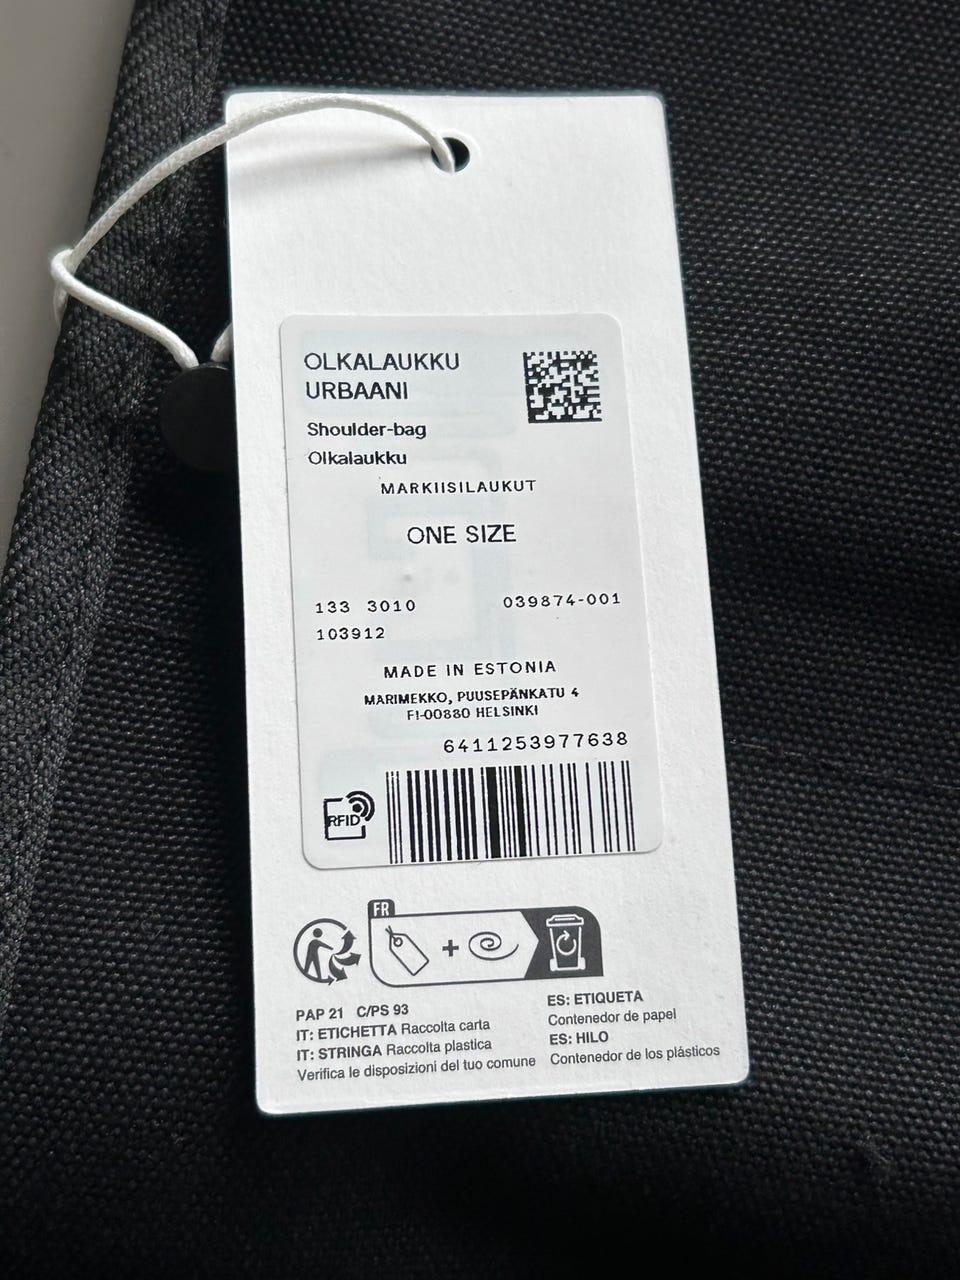 OLKALAUKKU
URBAANI
Shoulder-bag
Olkalaukku
MARKIISILAUKUT
ONE SIZE
133 3010 039874-001
103912
MADE IN ESTONIA
MARIMEKKO, PUUSEPÄNKATU 4
FI-00880 HELSINKI
6411253977638
RFID
FR
PAP 21 C/PS 93
IT: ETICHETTA Raccolta carta
IT: STRINGA Raccolta plastica
Verifica le disposizioni del tuo comune
ES: ETIQUETA
Contenedor de papel
ES: HILO
Contenedor de los plásticos